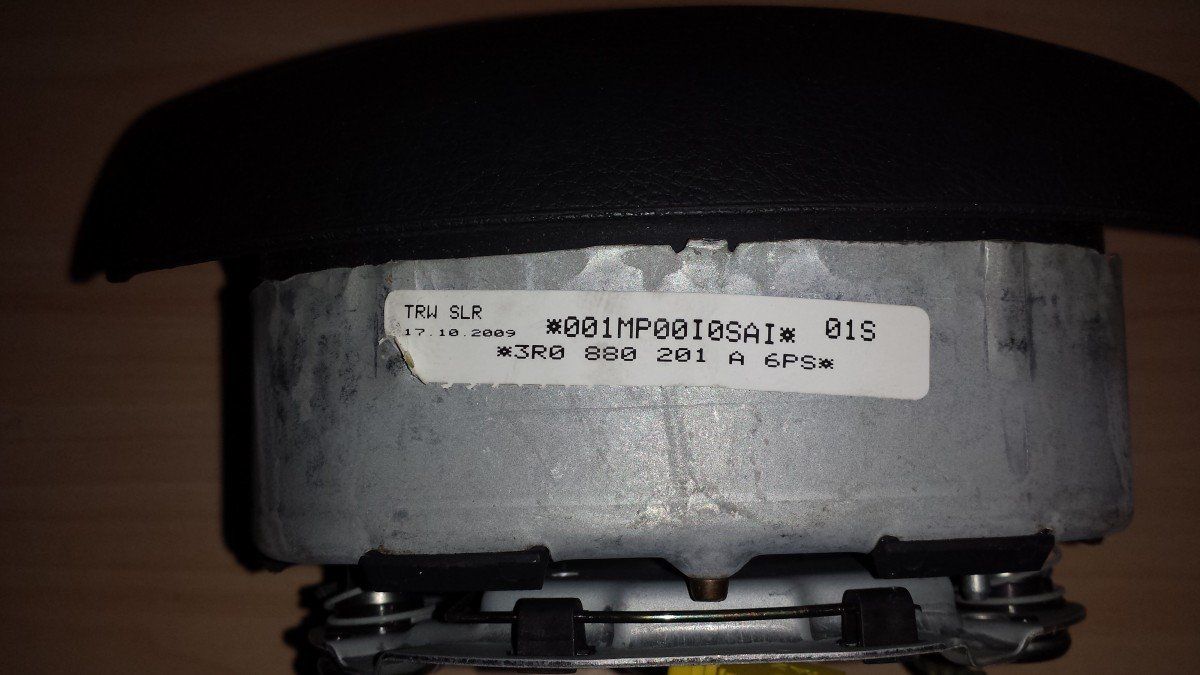 TRW SLR
17.10.2009 *001MP00I0SAI* 01S
*3R0 880 201 A 6PS*